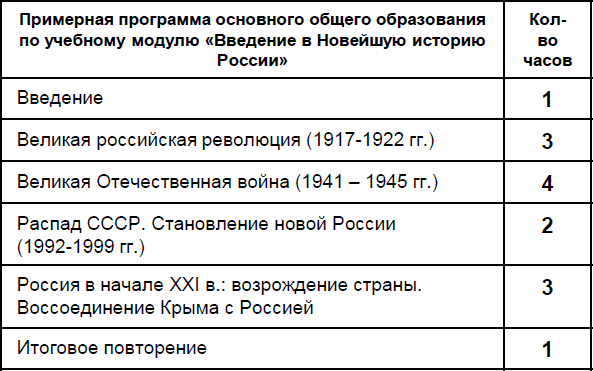 Примерная программа основного общего образования
по учебному модулю «Введение в Новейшую историю
России»
Кол-
во
часов
Введение
1
Великая российская революция (1917-1922 гг.)
3
Великая Отечественная война (1941 – 1945 гг.)
4
Распад СССР. Становление новой России
(1992-1999 гг.)
2
Россия в начале XXI в.: возрождение страны.
Воссоединение Крыма с Россией
3
Итоговое повторение
1